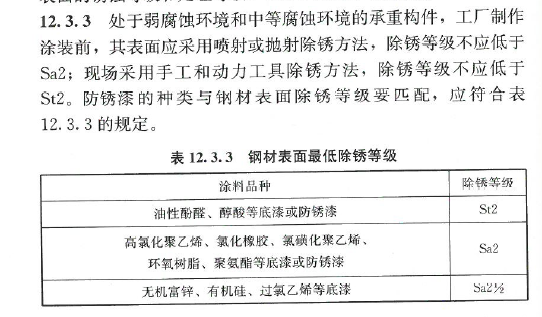 12.3.3 处于弱腐蚀环境和中等腐蚀环境的承重构件，工厂制作
涂装前，其表面应采用喷射或抛射除锈方法，除锈等级不应低于
Sa2；现场采用手工和动力工具除锈方法，除锈等级不应低于
St2。防锈漆的种类与钢材表面除锈等级要匹配，应符合表
12.3.3的规定。
表 12.3.3 钢材表面最低除锈等级
涂料品种 除锈等级
油性酚醛、醇酸等底漆或防锈漆 St2
高氯化聚乙烯、氯化橡胶、氯磺化聚乙烯、
环氧树脂、聚氨酯等底漆或防锈漆 Sa2
无机富锌、有机硅、过氯乙烯等底漆 Sa2½